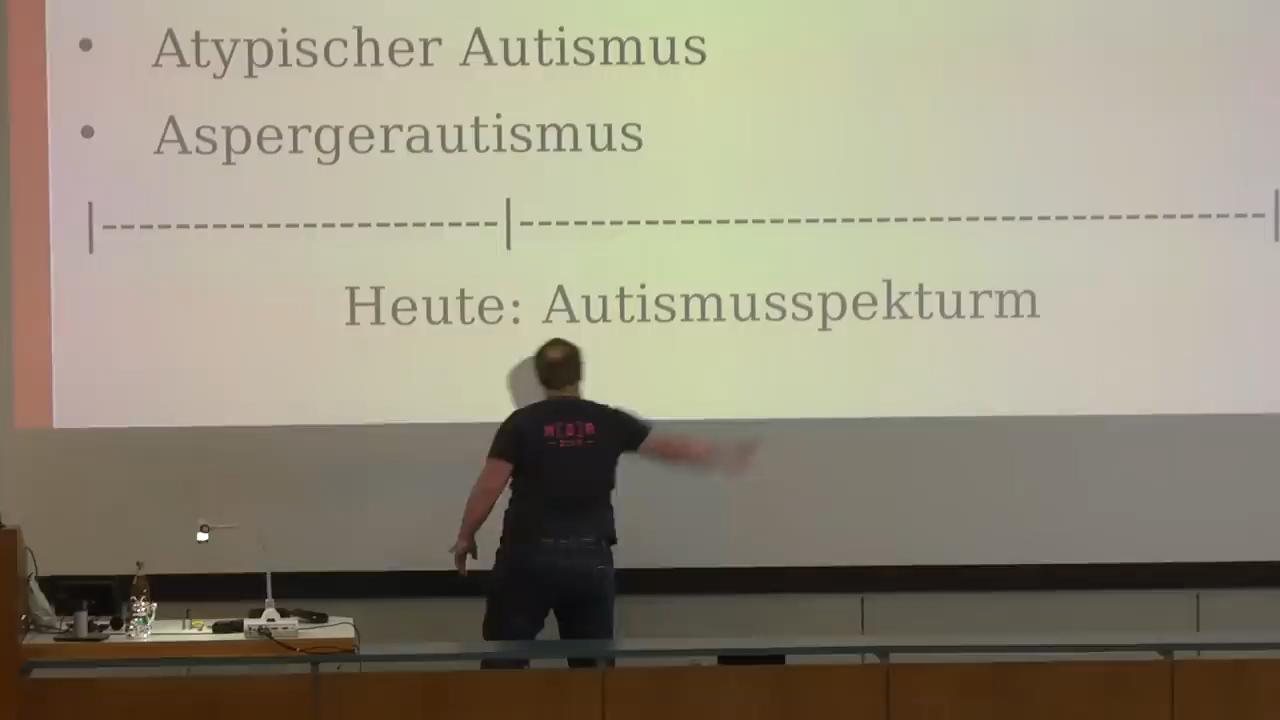 • Atypischer Autismus
• Aspergerautismus
|-----------------|--------------------------------|
Heute: Autismusspekturm